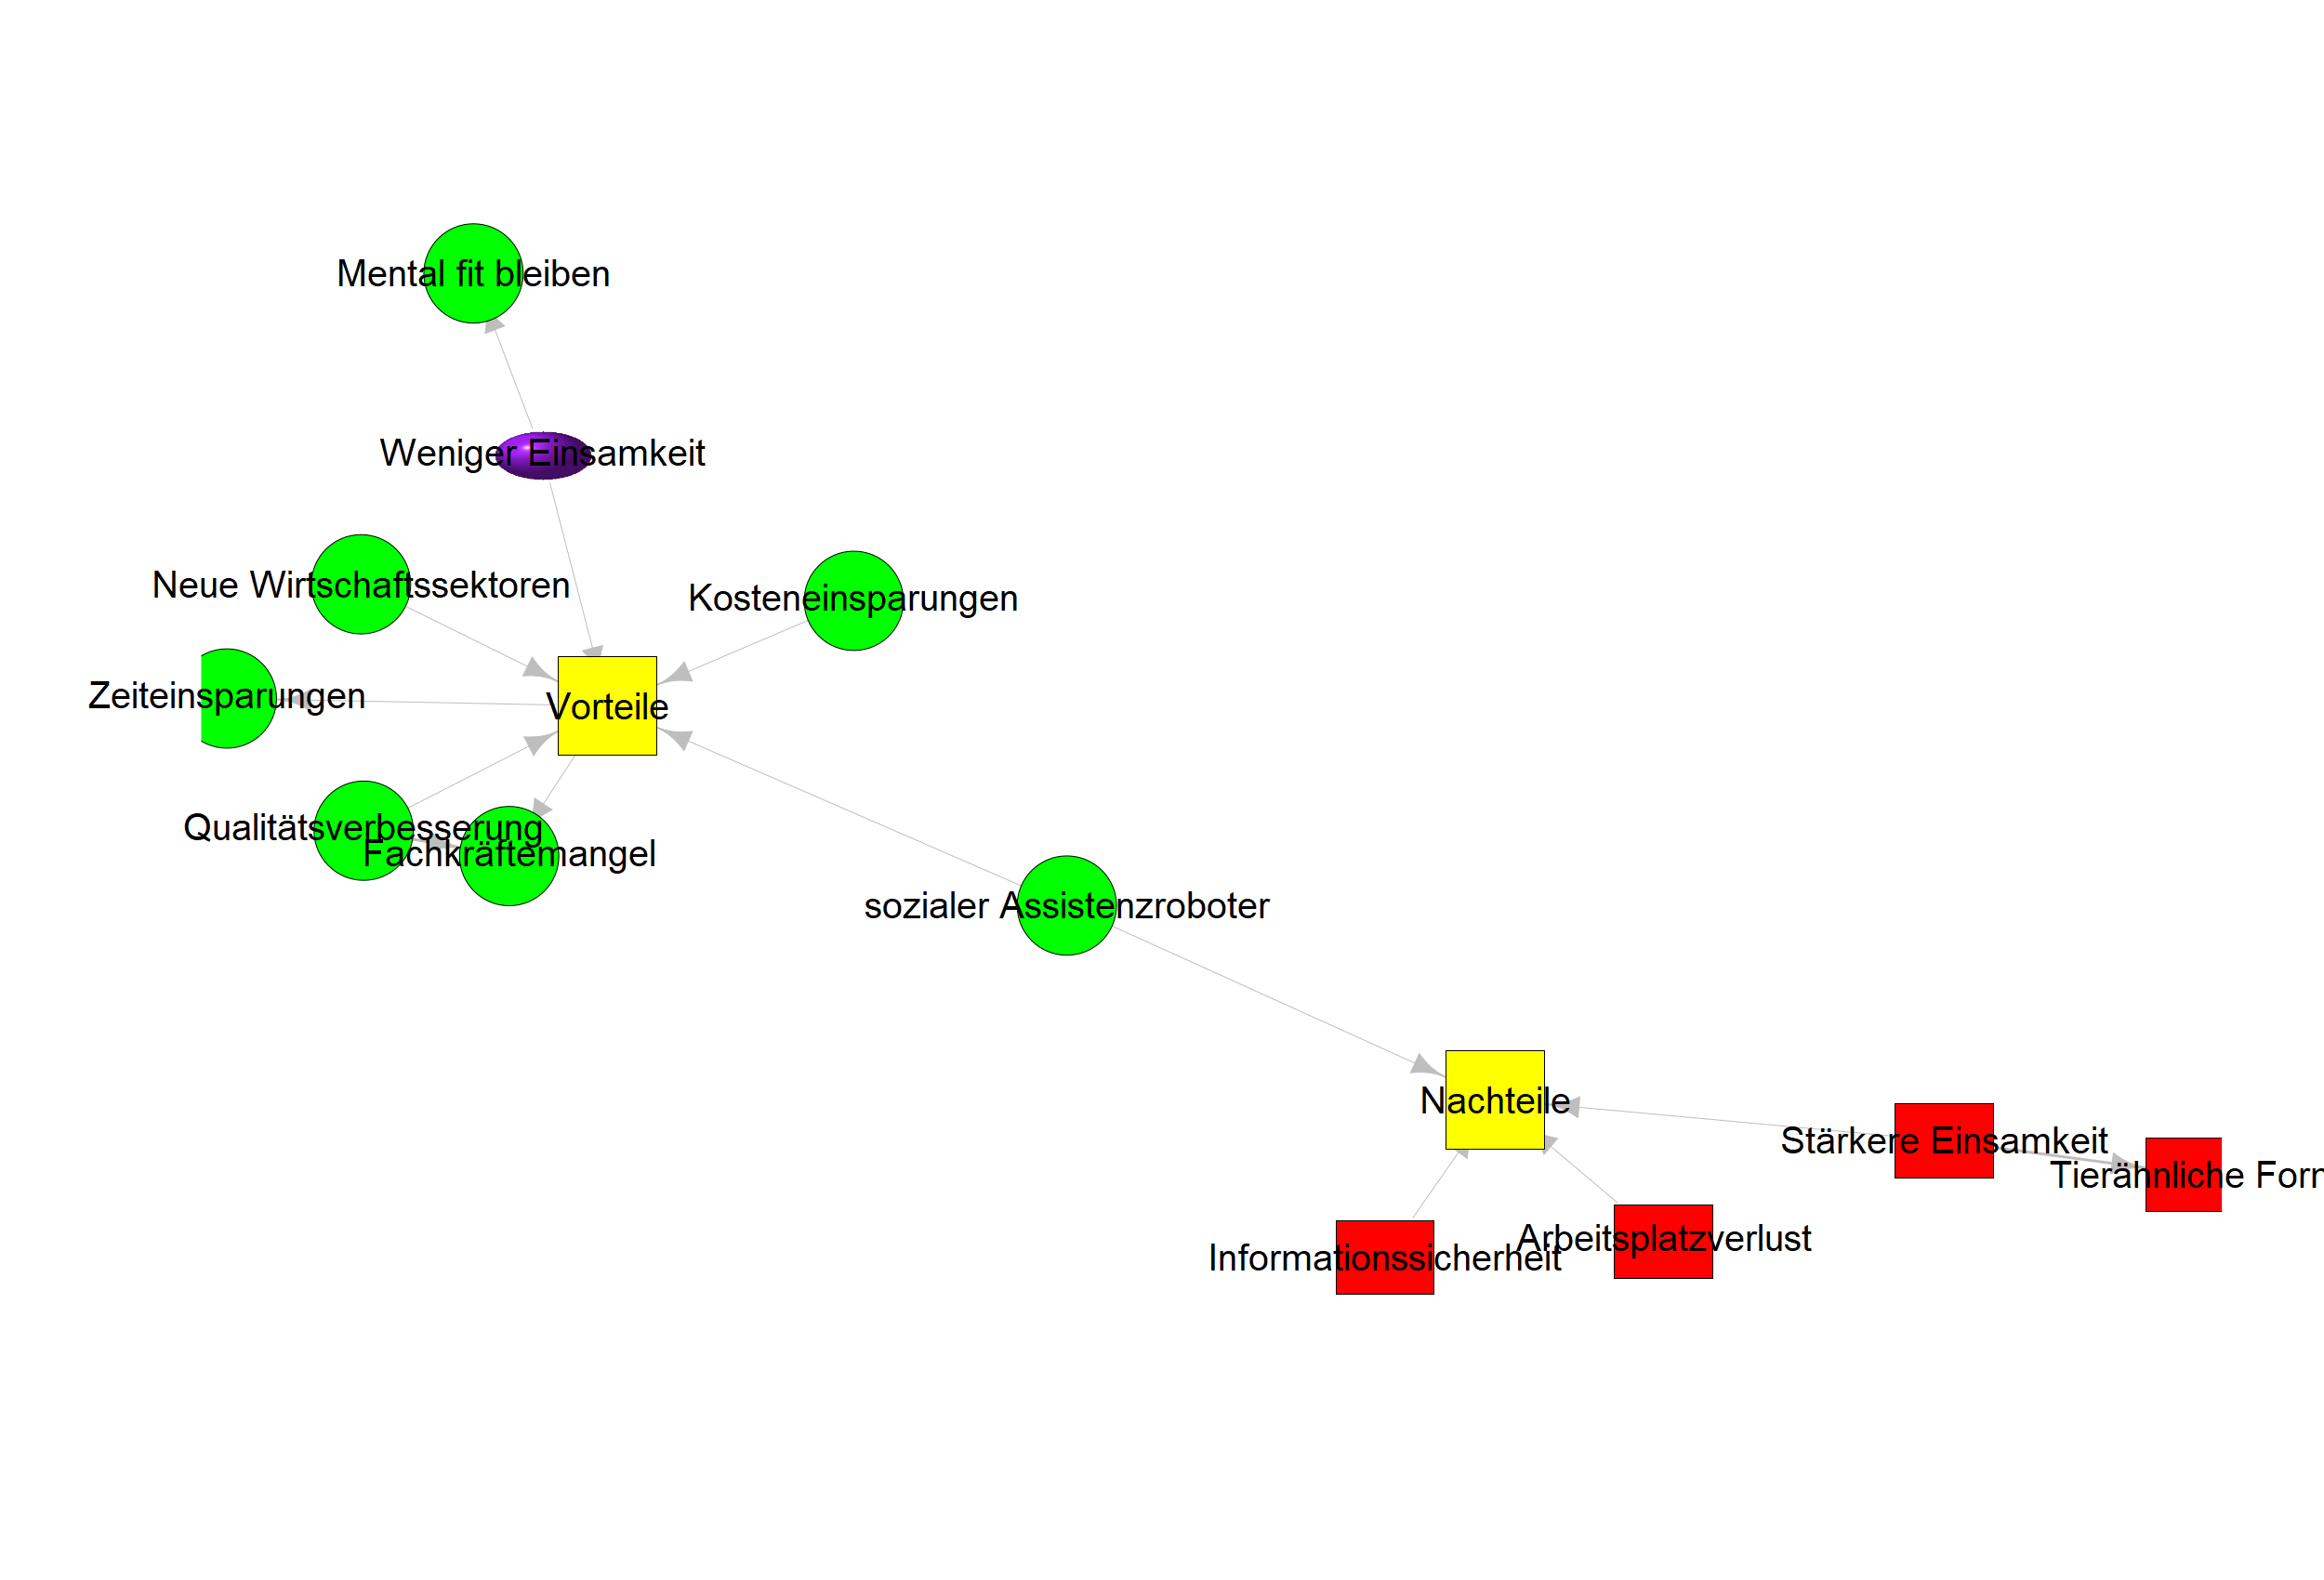 Mental fit bleiben
Weniger Einsamkeit
Neue Wirtschaftssektoren
Kosteneinsparungen
Zeiteinsparungen
Vorteile
Qualitätsverbesserung
Fachkräftemangel
sozialer Assistenzroboter
Nachteile
Stärkere Einsamkeit
Tierähnliche
Informationssicherheit
Arbeitsplatzverlust